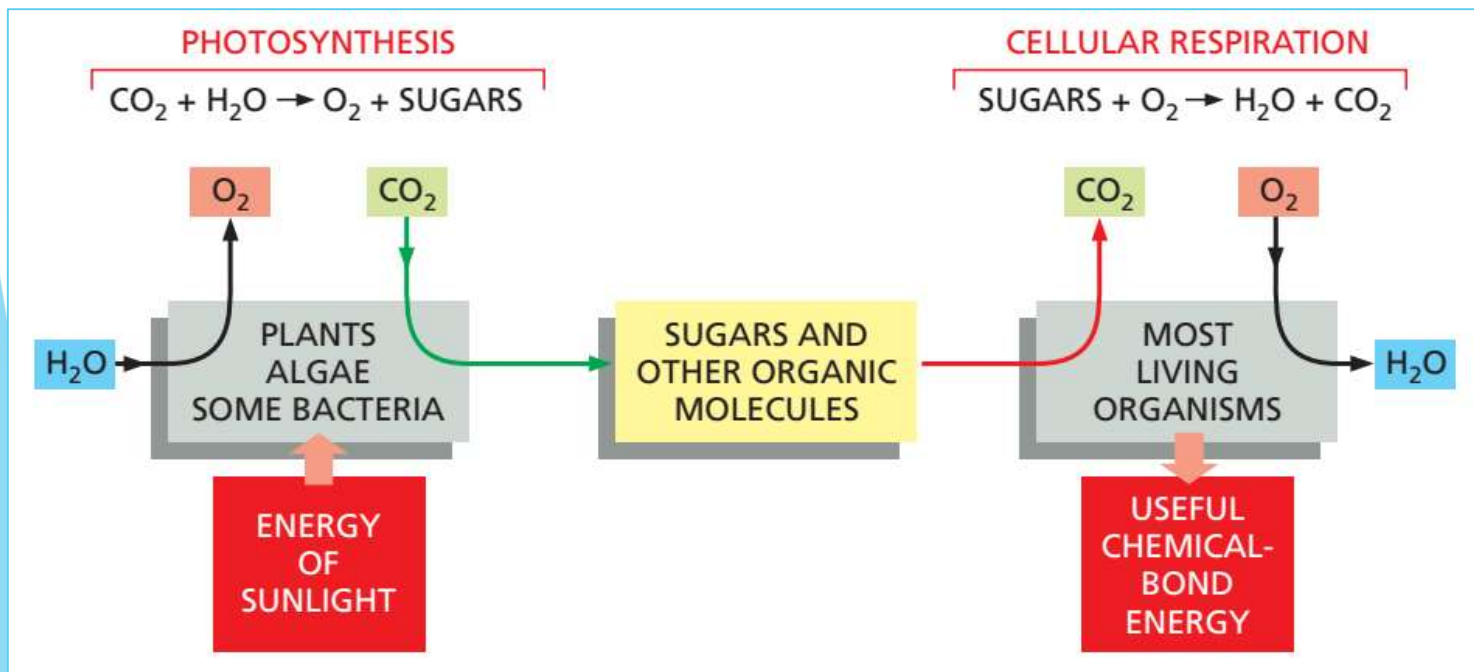 PHOTOSYNTHESIS
CO₂ + H₂O → O₂ + SUGARS
CELLULAR RESPIRATION
SUGARS + O₂ → H₂O + CO₂
O₂
CO₂
CO₂
O₂
H₂O
PLANTS
ALGAE
SOME BACTERIA
SUGARS AND
OTHER ORGANIC
MOLECULES
MOST
LIVING
ORGANISMS
H₂O
ENERGY
OF
SUNLIGHT
USEFUL
CHEMICAL-
BOND
ENERGY